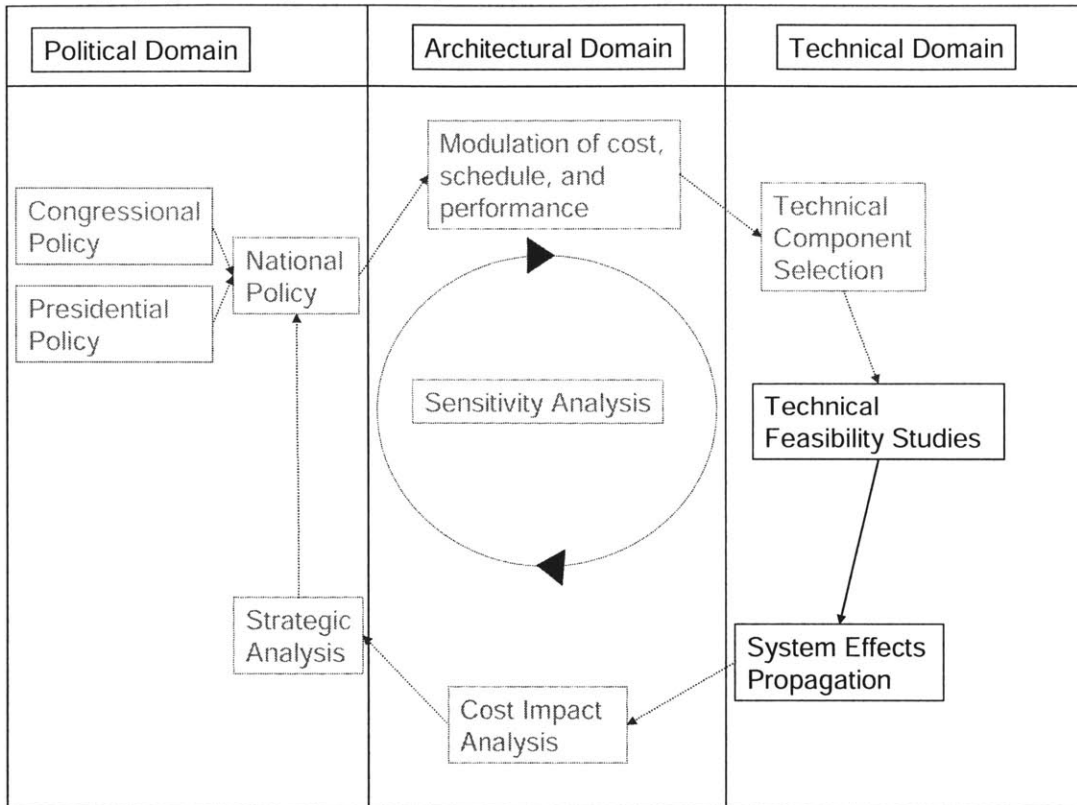 Political Domain
Architectural Domain
Technical Domain
Modulation of cost,
schedule, and
performance
Congressional
Policy
Presidential
Policy
National
Policy
Technical
Component
Selection
Sensitivity Analysis
Technical
Feasibility Studies
Strategic
Analysis
System Effects
Propagation
Cost Impact
Analysis